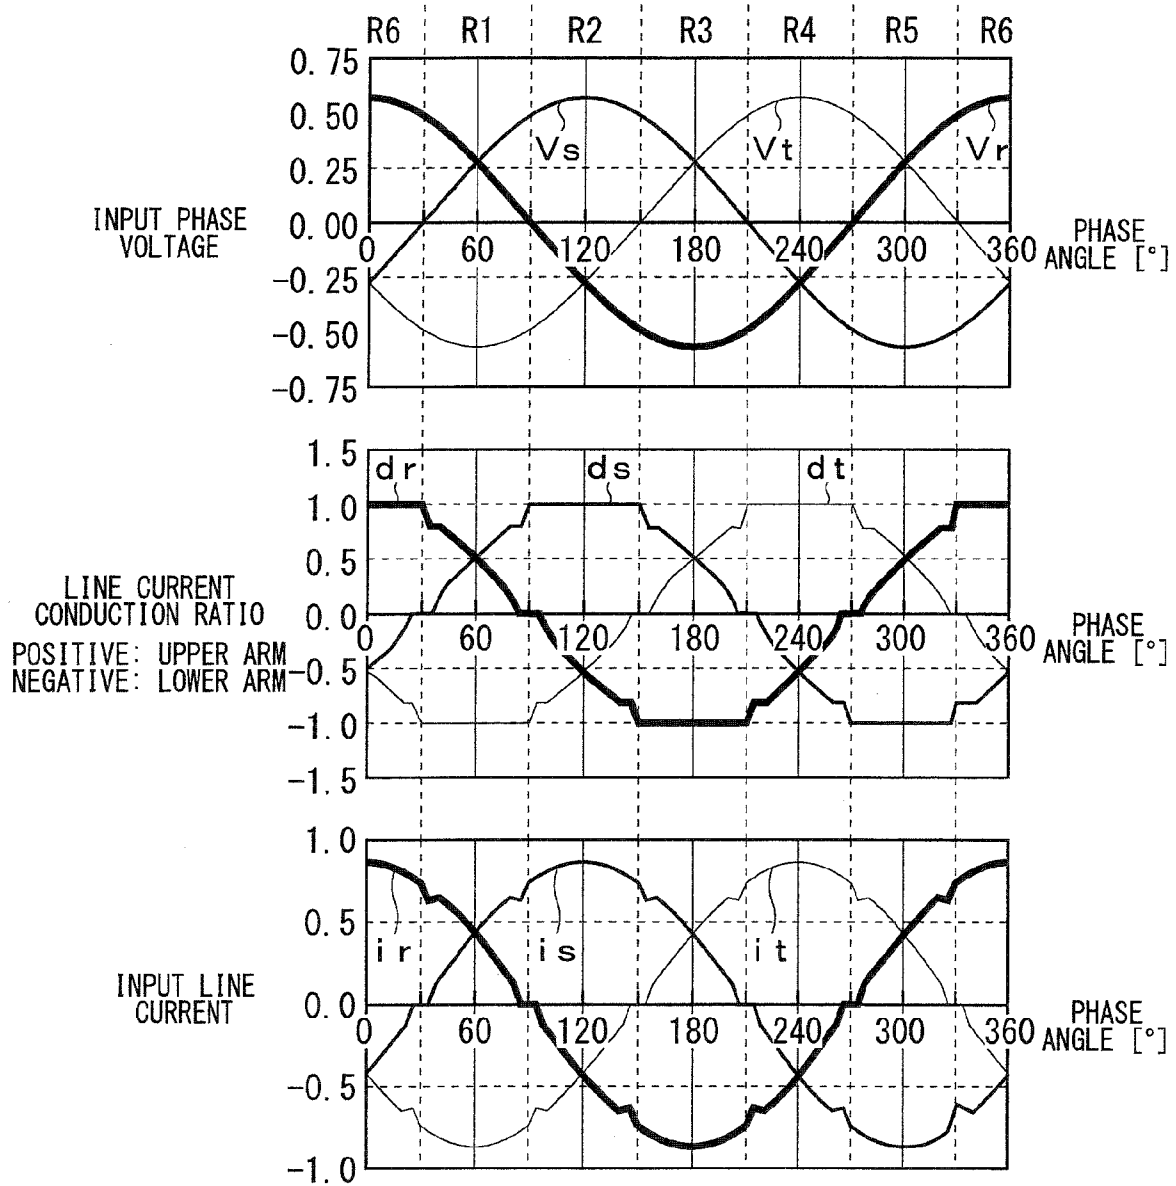 R6 R1 R2 R3 R4 R5 R6
0.75
0.50
0.25
0.00
-0.25
-0.50
-0.75
INPUT PHASE
VOLTAGE
Vs Vt Vr
0 60 120 180 240 300 360
PHASE
ANGLE [°]
1.5
1.0
0.5
0.0
-0.5
-1.0
-1.5
dr ds dt
LINE CURRENT
CONDUCTION RATIO
POSITIVE: UPPER ARM
NEGATIVE: LOWER ARM
0 60 120 180 240 300 360
PHASE
ANGLE [°]
1.0
0.5
0.0
-0.5
-1.0
ir is it
INPUT LINE
CURRENT
0 60 120 180 240 300 360
PHASE
ANGLE [°]